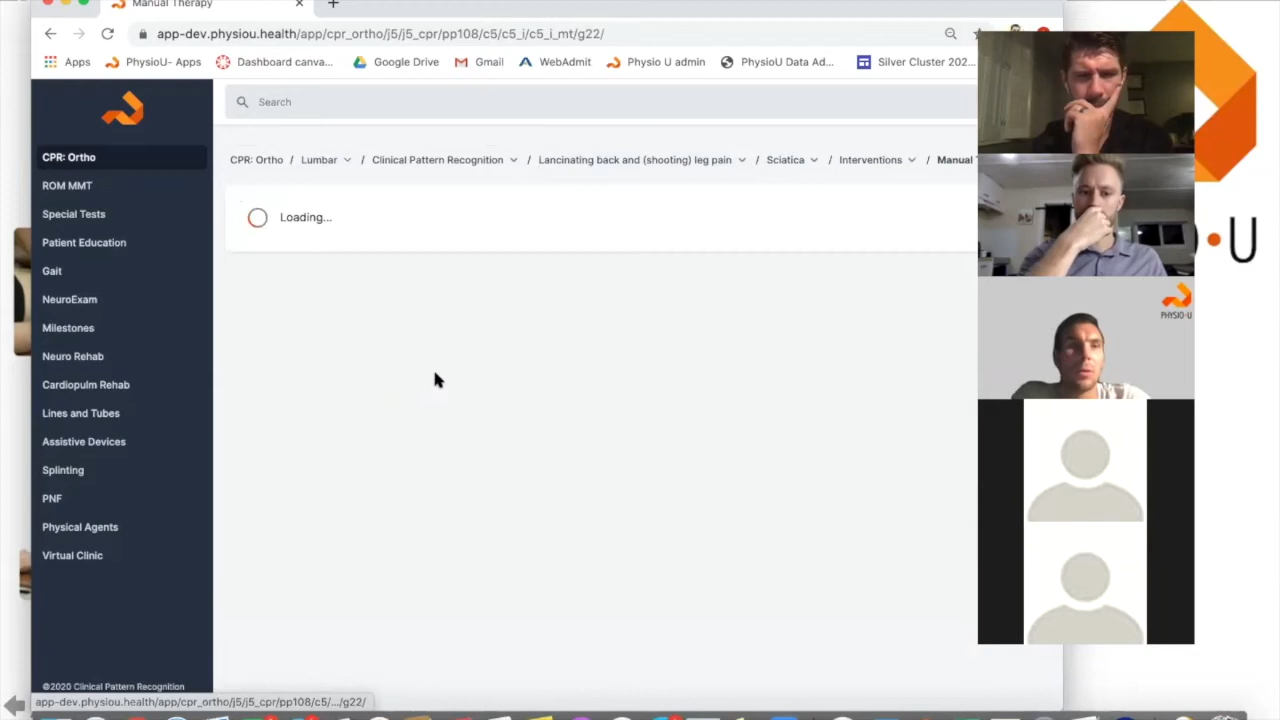 Manual Therapy
app-dev.physiou.health/app/cpr_ortho/j5/j5_cpr/pp108/c5/c5_i/c5_i_mt/g22/
Apps PhysioU- Apps Dashboard canva... Google Drive Gmail WebAdmit Physio U admin PhysioU Data Ad... Silver Cluster 202...
Search
CPR: Ortho / Lumbar / Clinical Pattern Recognition / Lancinating back and (shooting) leg pain / Sciatica / Interventions / Manual
Loading...
CPR: Ortho
ROM MMT
Special Tests
Patient Education
Gait
NeuroExam
Milestones
Neuro Rehab
Cardiopulm Rehab
Lines and Tubes
Assistive Devices
Splinting
PNF
Physical Agents
Virtual Clinic
©2020 Clinical Pattern Recognition
app-dev.physiou.health/app/cpr_ortho/j5/j5_cpr/pp108/c5/.../g22/
PHYSIO·U
U